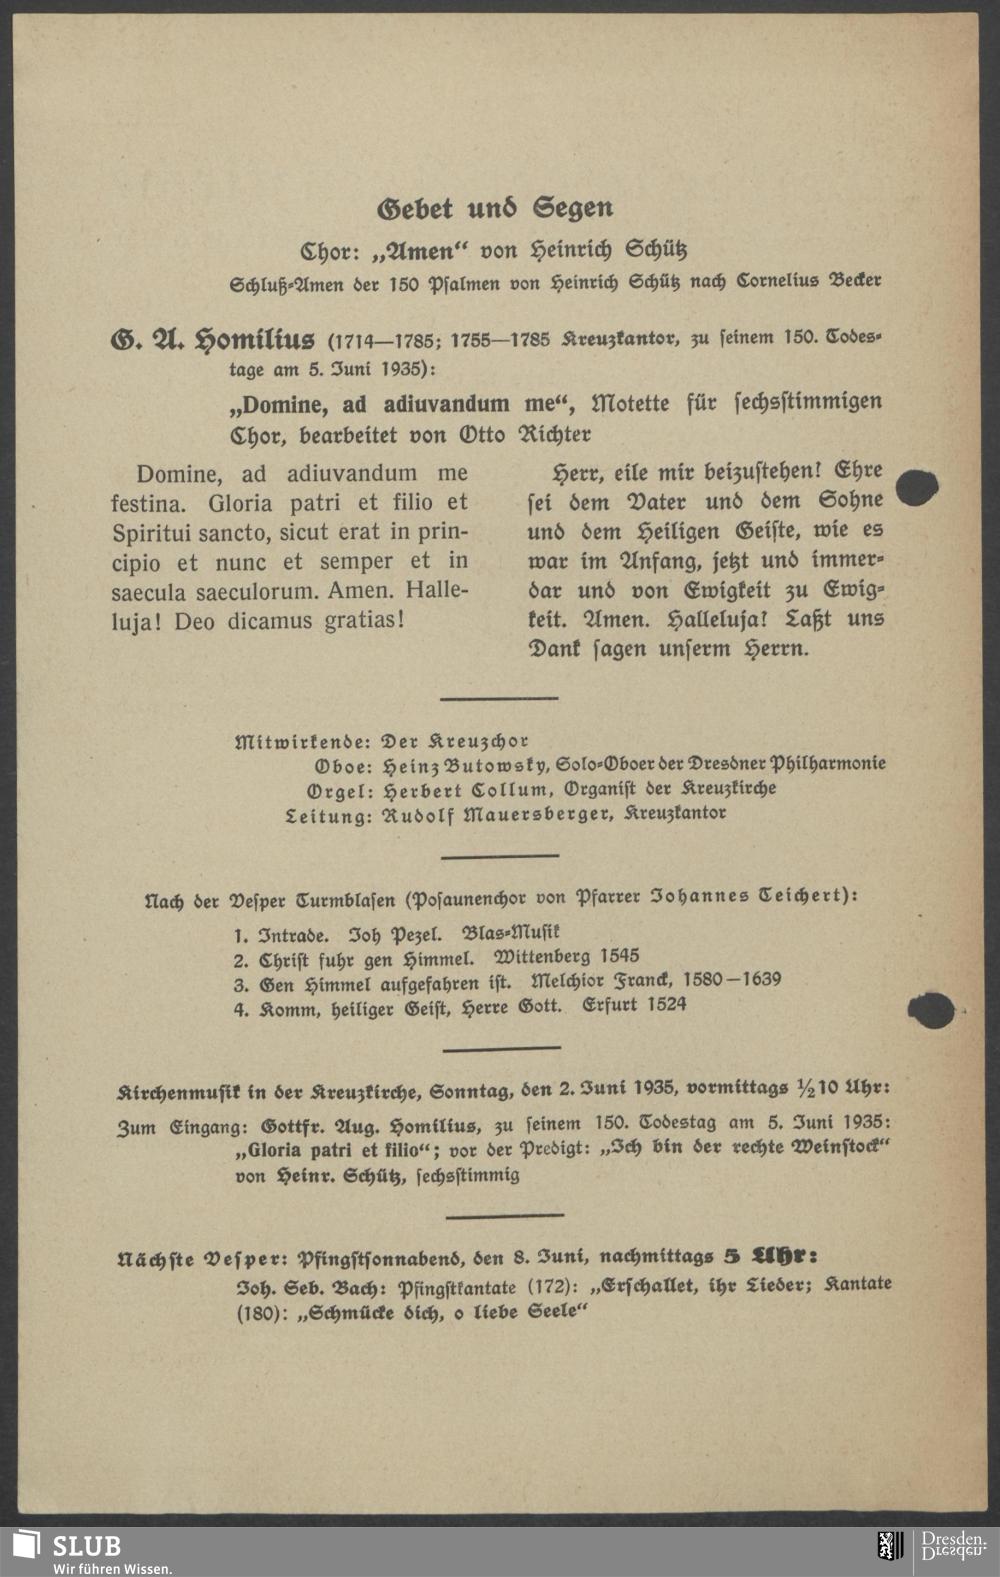 Gebet und Segen
Chor: „Amen“ von Heinrich Schütz
Schluß-Amen der 150 Psalmen von Heinrich Schütz nach Cornelius Becker
G. A. Homilius (1714—1785; 1755—1785 Kreuzkantor, zu seinem 150. Todes-
tage am 5. Juni 1935):
„Domine, ad adiuvandum me“, Motette für sechsstimmigen
Chor, bearbeitet von Otto Richter
Domine, ad adiuvandum me
festina. Gloria patri et filio et
Spiritui sancto, sicut erat in prin-
cipio et nunc et semper et in
saecula saeculorum. Amen. Halle-
luja! Deo dicamus gratias!
Herr, eile mir beizustehen! Ehre
sei dem Vater und dem Sohne
und dem Heiligen Geiste, wie es
war im Anfang, jetzt und immer-
dar und von Ewigkeit zu Ewig-
keit. Amen. Halleluja! Laßt uns
Dank sagen unserm Herrn.
Mitwirkende: Der Kreuzchor
Oboe: Heinz Butowsky, Solo-Oboer der Dresdner Philharmonie
Orgel: Herbert Collum, Organist der Kreuzkirche
Leitung: Rudolf Mauersberger, Kreuzkantor
Nach der Vesper Turmblasen (Posaunenchor von Pfarrer Johannes Teichert):
1. Intrade. Joh Pezel. Blas-Musik
2. Christ fuhr gen Himmel. Wittenberg 1545
3. Gen Himmel aufgefahren ist. Melchior Franck, 1580—1639
4. Komm, heiliger Geist, Herre Gott. Erfurt 1524
Kirchenmusik in der Kreuzkirche, Sonntag, den 2. Juni 1935, vormittags ½10 Uhr:
Zum Eingang: Gottfr. Aug. Homilius, zu seinem 150. Todestag am 5. Juni 1935:
„Gloria patri et filio“; vor der Predigt: „Ich bin der rechte Weinstock“
von Heinr. Schütz, sechsstimmig
Nächste Vesper: Pfingstsonnabend, den 8. Juni, nachmittags 5 Uhr:
Joh. Seb. Bach: Pfingstkantate (172): „Erschallet, ihr Lieder; Kantate
(180): „Schmücke dich, o liebe Seele“
SLUB
Wir führen Wissen.
Dresden.
Dresden.